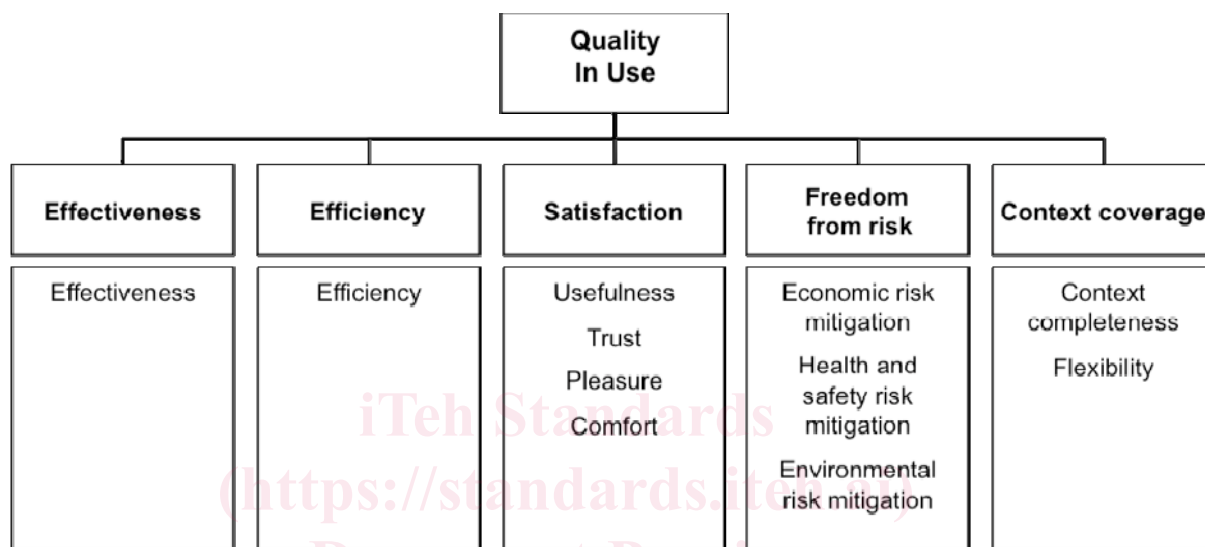 Quality
In Use
Effectiveness
Efficiency
Satisfaction
Freedom
from risk
Context coverage
Effectiveness
Efficiency
Usefulness
Trust
Pleasure
Comfort
Economic risk
mitigation
Health and
safety risk
mitigation
Environmental
risk mitigation
Context
completeness
Flexibility
iTeh Standards
(https://standards.iteh.ai)